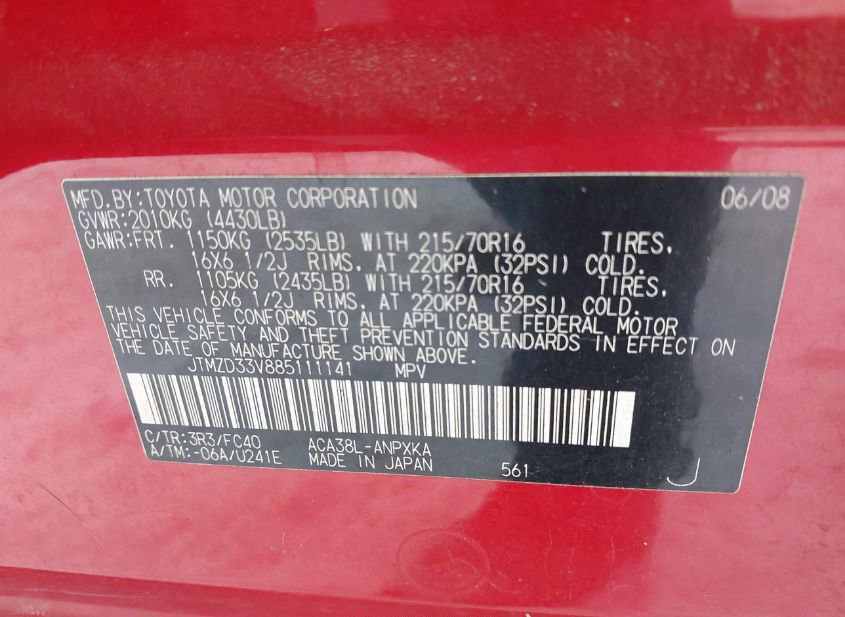 MFD. BY: TOYOTA MOTOR CORPORATION 06/08
GVWR: 2010KG (4430LB)
GAWR: FRT. 1150KG (2535LB) WITH 215/70R16 TIRES,
16X6 1/2J RIMS, AT 220KPA (32PSI) COLD.
RR. 1105KG (2435LB) WITH 215/70R16 TIRES,
16X6 1/2J RIMS, AT 220KPA (32PSI) COLD.
THIS VEHICLE CONFORMS TO ALL APPLICABLE FEDERAL MOTOR
VEHICLE SAFETY AND THEFT PREVENTION STANDARDS IN EFFECT ON
THE DATE OF MANUFACTURE SHOWN ABOVE.
JTMZD33V885111141 MPV
C/TR: 3R3/FC40 ACA38L-ANPXKA
A/TM: -06A/U241E MADE IN JAPAN 561 J